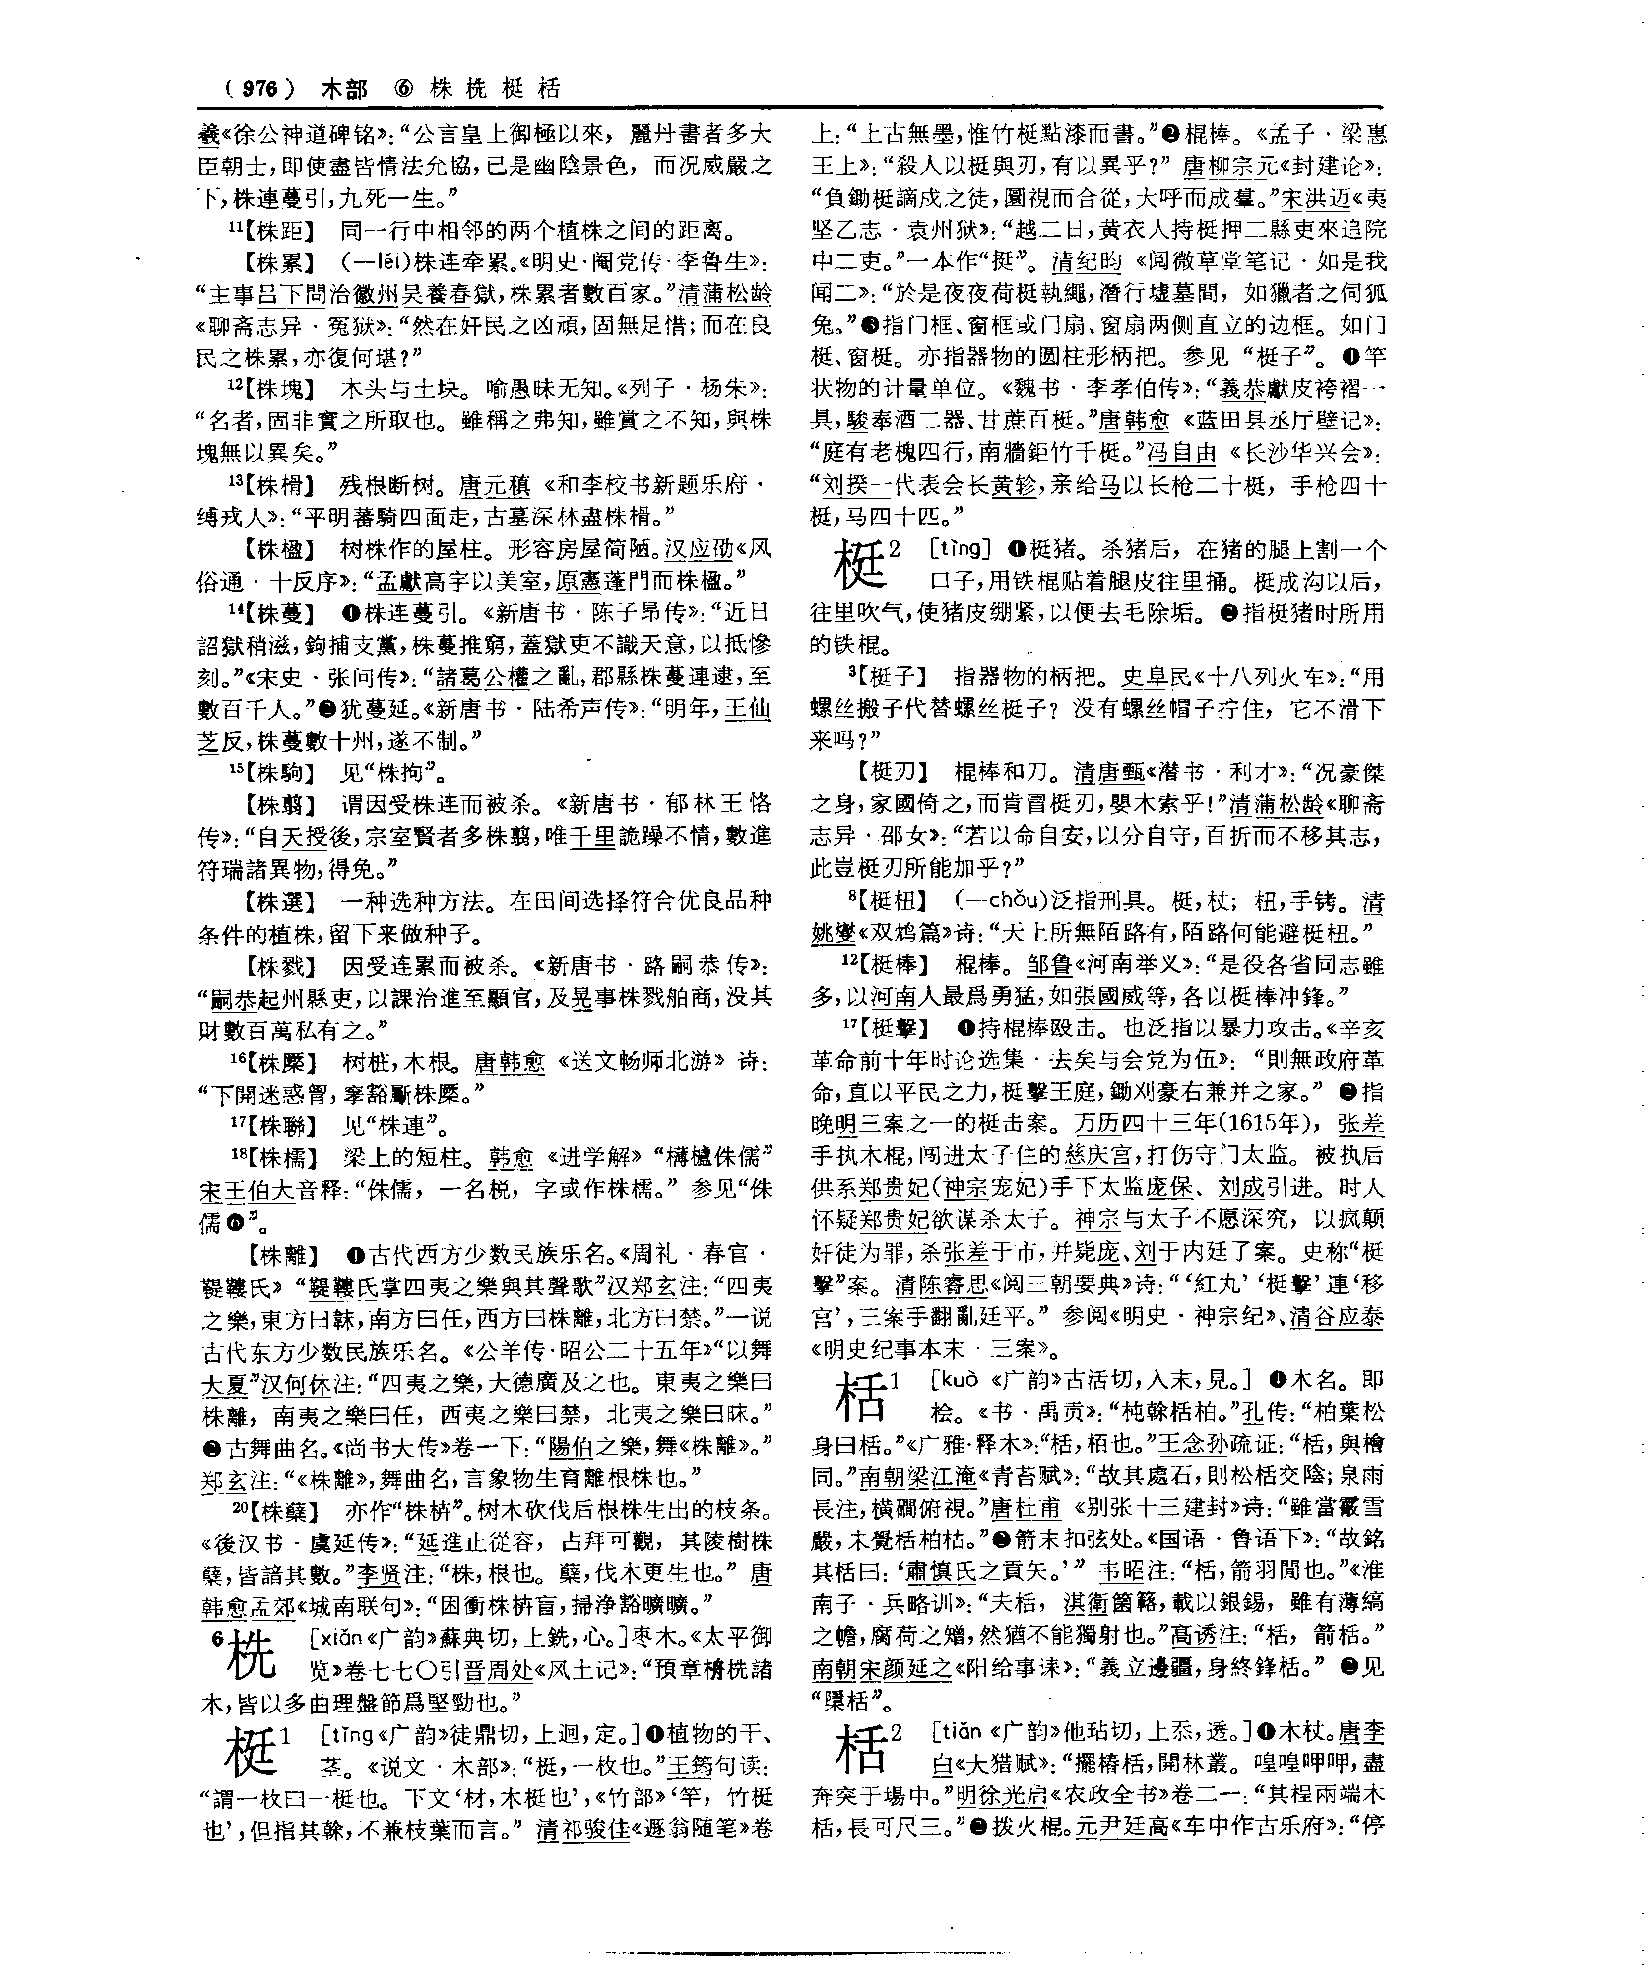 (976) 木部 ⑥ 株㭠梃栝
羲《徐公神道碑铭》:“公言皇上御極以來,麗丹書者多大
臣朝士,即使盡皆情法允協,已是幽陰景色,而况威嚴之
下,株連蔓引,九死一生。”
11【株距】 同一行中相邻的两个植株之间的距离。
【株累】 (—lěi)株连牵累。《明史·阉党传·李鲁生》:
“主事吕下問治徽州吴養春獄,株累者數百家。”清蒲松龄
《聊斋志异·冤狱》:“然在奸民之凶頑,固無足惜;而在良
民之株累,亦復何堪?”
12【株塊】 木头与土块。喻愚昧无知。《列子·杨朱》:
“名者,固非實之所取也。雖稱之弗知,雖賞之不知,與株
塊無以異矣。”
13【株榾】 残根断树。唐元稹《和李校书新题乐府·
缚戎人》:“平明蕃騎四面走,古墓深林盡株榾。”
【株楹】 树株作的屋柱。形容房屋简陋。汉应劭《风
俗通·十反序》:“孟獻高宇以美室,原憲蓬門而株楹。”
14【株蔓】 ❶株连蔓引。《新唐书·陈子昂传》:“近日
詔獄稍滋,鉤捕支黨,株蔓推窮,蓋獄吏不識天意,以抵慘
刻。”《宋史·张问传》:“諸葛公權之亂,郡縣株蔓連逮,至
數百千人。”❷犹蔓延。《新唐书·陆希声传》:“明年,王仙
芝反,株蔓數十州,遂不制。”
15【株駒】 见“株拘”。
【株翦】 谓因受株连而被杀。《新唐书·郁林王恪
传》:“自天授後,宗室賢者多株翦,唯千里詭躁不情,數進
符瑞諸異物,得免。”
【株選】 一种选种方法。在田间选择符合优良品种
条件的植株,留下来做种子。
【株戮】 因受连累而被杀。《新唐书·路嗣恭传》:
“嗣恭起州縣吏,以課治進至顯官,及晃事株戮舶商,没其
財數百萬私有之。”
16【株橜】 树桩,木根。唐韩愈《送文畅师北游》诗:
“下開迷惑胷,窙豁斸株橜。”
17【株聯】 见“株連”。
18【株檽】 梁上的短柱。韩愈《进学解》“欂櫨侏儒”
宋王伯大音释:“侏儒,一名棁,字或作株檽。”参见“侏
儒❻”。
【株離】 ❶古代西方少数民族乐名。《周礼·春官·
鞮鞻氏》“鞮鞻氏掌四夷之樂與其聲歌”汉郑玄注:“四夷
之樂,東方曰韎,南方曰任,西方曰株離,北方曰禁。”一说
古代东方少数民族乐名。《公羊传·昭公二十五年》“以舞
大夏”汉何休注:“四夷之樂,大德廣及之也。東夷之樂曰
株離,南夷之樂曰任,西夷之樂曰禁,北夷之樂曰昧。”
❷古舞曲名。《尚书大传》卷一下:“陽伯之樂,舞《株離》。”
郑玄注:“《株離》,舞曲名,言象物生育離根株也。”
20【株蘖】 亦作“株枿”。树木砍伐后根株生出的枝条。
《後汉书·虞延传》:“延進止從容,占拜可觀,其陵樹株
蘖,皆諳其數。”李贤注:“株,根也。蘖,伐木更生也。”唐
韩愈孟郊《城南联句》:“因衝株枿盲,掃浄豁曠曠。”
6㭠 [xiǎn《广韵》蘇典切,上銑,心。]枣木。《太平御
览》卷七七〇引晋周处《风土记》:“預章楠㭠諸
木,皆以多曲理盤節爲堅勁也。”
梃1 [tǐng《广韵》徒鼎切,上迥,定。]❶植物的干、
茎。《说文·木部》:“梃,一枚也。”王筠句读:
“謂一枚曰一梃也。下文‘材,木梃也’,《竹部》‘竿,竹梃
也’,但指其榦,不兼枝葉而言。”清祁骏佳《遯翁随笔》卷
上:“上古無墨,惟竹梃點漆而書。”❷棍棒。《孟子·梁惠
王上》:“殺人以梃與刃,有以異乎?”唐柳宗元《封建论》:
“負鋤梃謫戍之徒,圜視而合從,大呼而成羣。”宋洪迈《夷
坚乙志·袁州狱》:“越二日,黄衣人持梃押二縣吏來追院
中二吏。”一本作“挺”。清纪昀《阅微草堂笔记·如是我
闻二》:“於是夜夜荷梃執繩,潛行墟墓間,如獵者之伺狐
兔。”❸指门框、窗框或门扇、窗扇两侧直立的边框。如门
梃、窗梃。亦指器物的圆柱形柄把。参见“梃子”。❹竿
状物的计量单位。《魏书·李孝伯传》:“義恭獻皮袴褶一
具,駿奉酒二器、甘蔗百梃。”唐韩愈《蓝田县丞厅壁记》:
“庭有老槐四行,南牆鉅竹千梃。”冯自由《长沙华兴会》:
“刘揆一代表会长黄轸,亲给马以长枪二十梃,手枪四十
梃,马四十匹。”
梃2 [tìng] ❶梃猪。杀猪后,在猪的腿上割一个
口子,用铁棍贴着腿皮往里捅。梃成沟以后,
往里吹气,使猪皮绷紧,以便去毛除垢。❷指梃猪时所用
的铁棍。
3【梃子】 指器物的柄把。史阜民《十八列火车》:“用
螺丝搬子代替螺丝梃子?没有螺丝帽子拧住,它不滑下
来吗?”
【梃刃】 棍棒和刀。清唐甄《潜书·利才》:“况豪傑
之身,家國倚之,而肯冒梃刃,嬰木索乎!”清蒲松龄《聊斋
志异·邵女》:“若以命自安,以分自守,百折而不移其志,
此豈梃刃所能加乎?”
8【梃杻】 (—chǒu)泛指刑具。梃,杖;杻,手铐。清
姚燮《双鸩篇》诗:“天上所無陌路有,陌路何能避梃杻。”
12【梃棒】 棍棒。邹鲁《河南举义》:“是役各省同志雖
多,以河南人最爲勇猛,如張國威等,各以梃棒冲鋒。”
17【梃擊】 ❶持棍棒殴击。也泛指以暴力攻击。《辛亥
革命前十年时论选集·去矣与会党为伍》:“則無政府革
命,直以平民之力,梃擊王庭,鋤刈豪右兼并之家。”❷指
晚明三案之一的梃击案。万历四十三年(1615年),张差
手执木棍,闯进太子住的慈庆宫,打伤守门太监。被执后
供系郑贵妃(神宗宠妃)手下太监庞保、刘成引进。时人
怀疑郑贵妃欲谋杀太子。神宗与太子不愿深究,以疯颠
奸徒为罪,杀张差于市,并毙庞、刘于内廷了案。史称“梃
擊”案。清陈睿思《阅三朝要典》诗:“‘紅丸’‘梃擊’連‘移
宫’,三案手翻亂廷平。”参阅《明史·神宗纪》、清谷应泰
《明史纪事本末·三案》。
栝1 [kuò《广韵》古活切,入末,見。] ❶木名。即
桧。《书·禹贡》:“杶榦栝柏。”孔传:“柏葉松
身曰栝。”《广雅·释木》:“栝,栢也。”王念孙疏证:“栝,與檜
同。”南朝梁江淹《青苔赋》:“故其處石,則松栝交陰;泉雨
長注,横磵俯視。”唐杜甫《别张十三建封》诗:“雖當霰雪
嚴,未覺栝柏枯。”❷箭末扣弦处。《国语·鲁语下》:“故銘
其栝曰:‘肅慎氏之貢矢。’”韦昭注:“栝,箭羽間也。”《淮
南子·兵略训》:“夫栝,淇衛箘簬,載以銀錫,雖有薄縞
之幨,腐荷之矰,然猶不能獨射也。”高诱注:“栝,箭栝。”
南朝宋颜延之《阳给事诔》:“義立邊疆,身終鋒栝。”❸见
“檃栝”。
栝2 [tiǎn《广韵》他玷切,上忝,透。]❶木杖。唐李
白《大猎赋》:“擺樁栝,開林叢。喤喤呷呷,盡
奔突于場中。”明徐光启《农政全书》卷二一:“其桯兩端木
栝,長可尺三。”❷拨火棍。元尹廷高《车中作古乐府》:“停